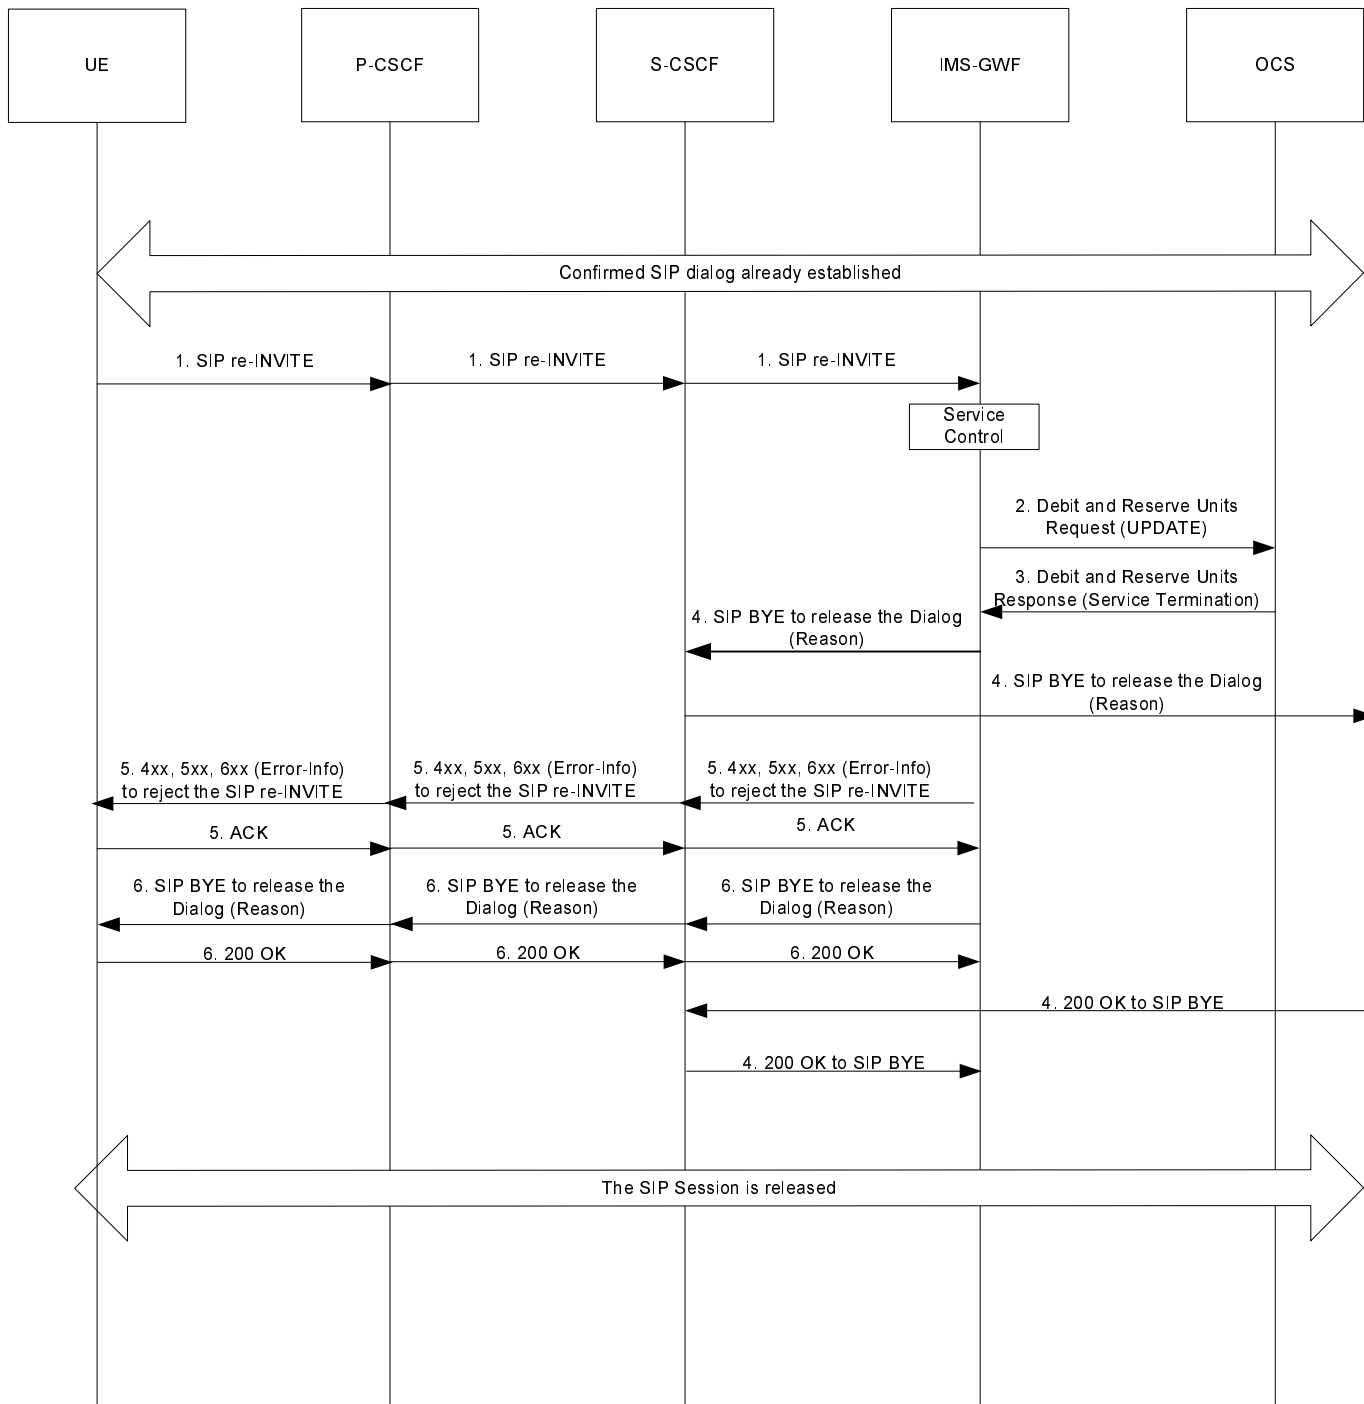 UE
P-CSCF
S-CSCF
IMS-GWF
OCS
Confirmed SIP dialog already established
1. SIP re-INVITE
1. SIP re-INVITE
1. SIP re-INVITE
Service
Control
2. Debit and Reserve Units
Request (UPDATE)
3. Debit and Reserve Units
Response (Service Termination)
4. SIP BYE to release the Dialog
(Reason)
4. SIP BYE to release the Dialog
(Reason)
5. 4xx, 5xx, 6xx (Error-Info)
to reject the SIP re-INVITE
5. 4xx, 5xx, 6xx (Error-Info)
to reject the SIP re-INVITE
5. 4xx, 5xx, 6xx (Error-Info)
to reject the SIP re-INVITE
5. ACK
5. ACK
5. ACK
6. SIP BYE to release the
Dialog (Reason)
6. SIP BYE to release the
Dialog (Reason)
6. SIP BYE to release the
Dialog (Reason)
6. 200 OK
6. 200 OK
6. 200 OK
4. 200 OK to SIP BYE
4. 200 OK to SIP BYE
The SIP Session is released